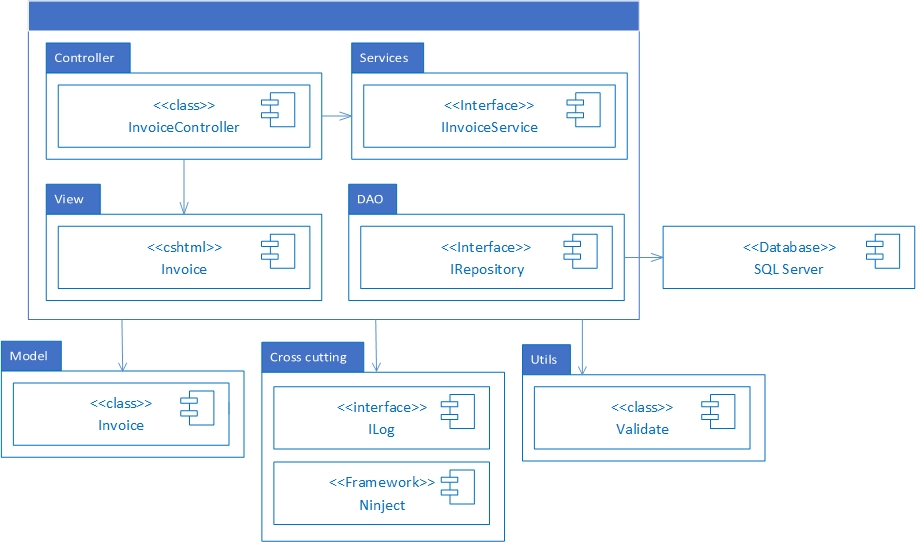 Controller
<<class>>
InvoiceController
Services
<<Interface>>
IInvoiceService
View
<<cshtml>>
Invoice
DAO
<<Interface>>
IRepository
<<Database>>
SQL Server
Model
<<class>>
Invoice
Cross cutting
<<interface>>
ILog
<<Framework>>
Ninject
Utils
<<class>>
Validate